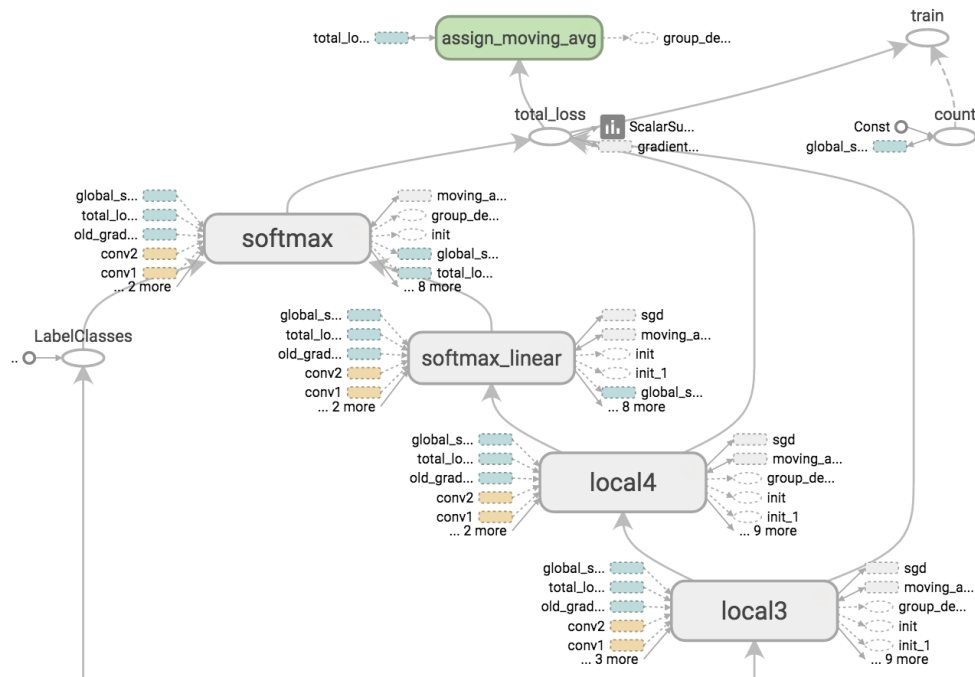 train
total_lo...
assign_moving_avg
group_de...
total_loss
ScalarSu...
gradient...
Const
count
global_s...
global_s...
total_lo...
old_grad...
conv2
conv1
... 2 more
softmax
moving_a...
group_de...
init
global_s...
total_lo...
... 8 more
LabelClasses
..
global_s...
total_lo...
old_grad...
conv2
conv1
... 2 more
softmax_linear
sgd
moving_a...
init
init_1
global_s...
... 8 more
global_s...
total_lo...
old_grad...
conv2
conv1
... 2 more
local4
sgd
moving_a...
group_de...
init
init_1
... 9 more
global_s...
total_lo...
old_grad...
conv2
conv1
... 3 more
local3
sgd
moving_a...
group_de...
init
init_1
... 9 more